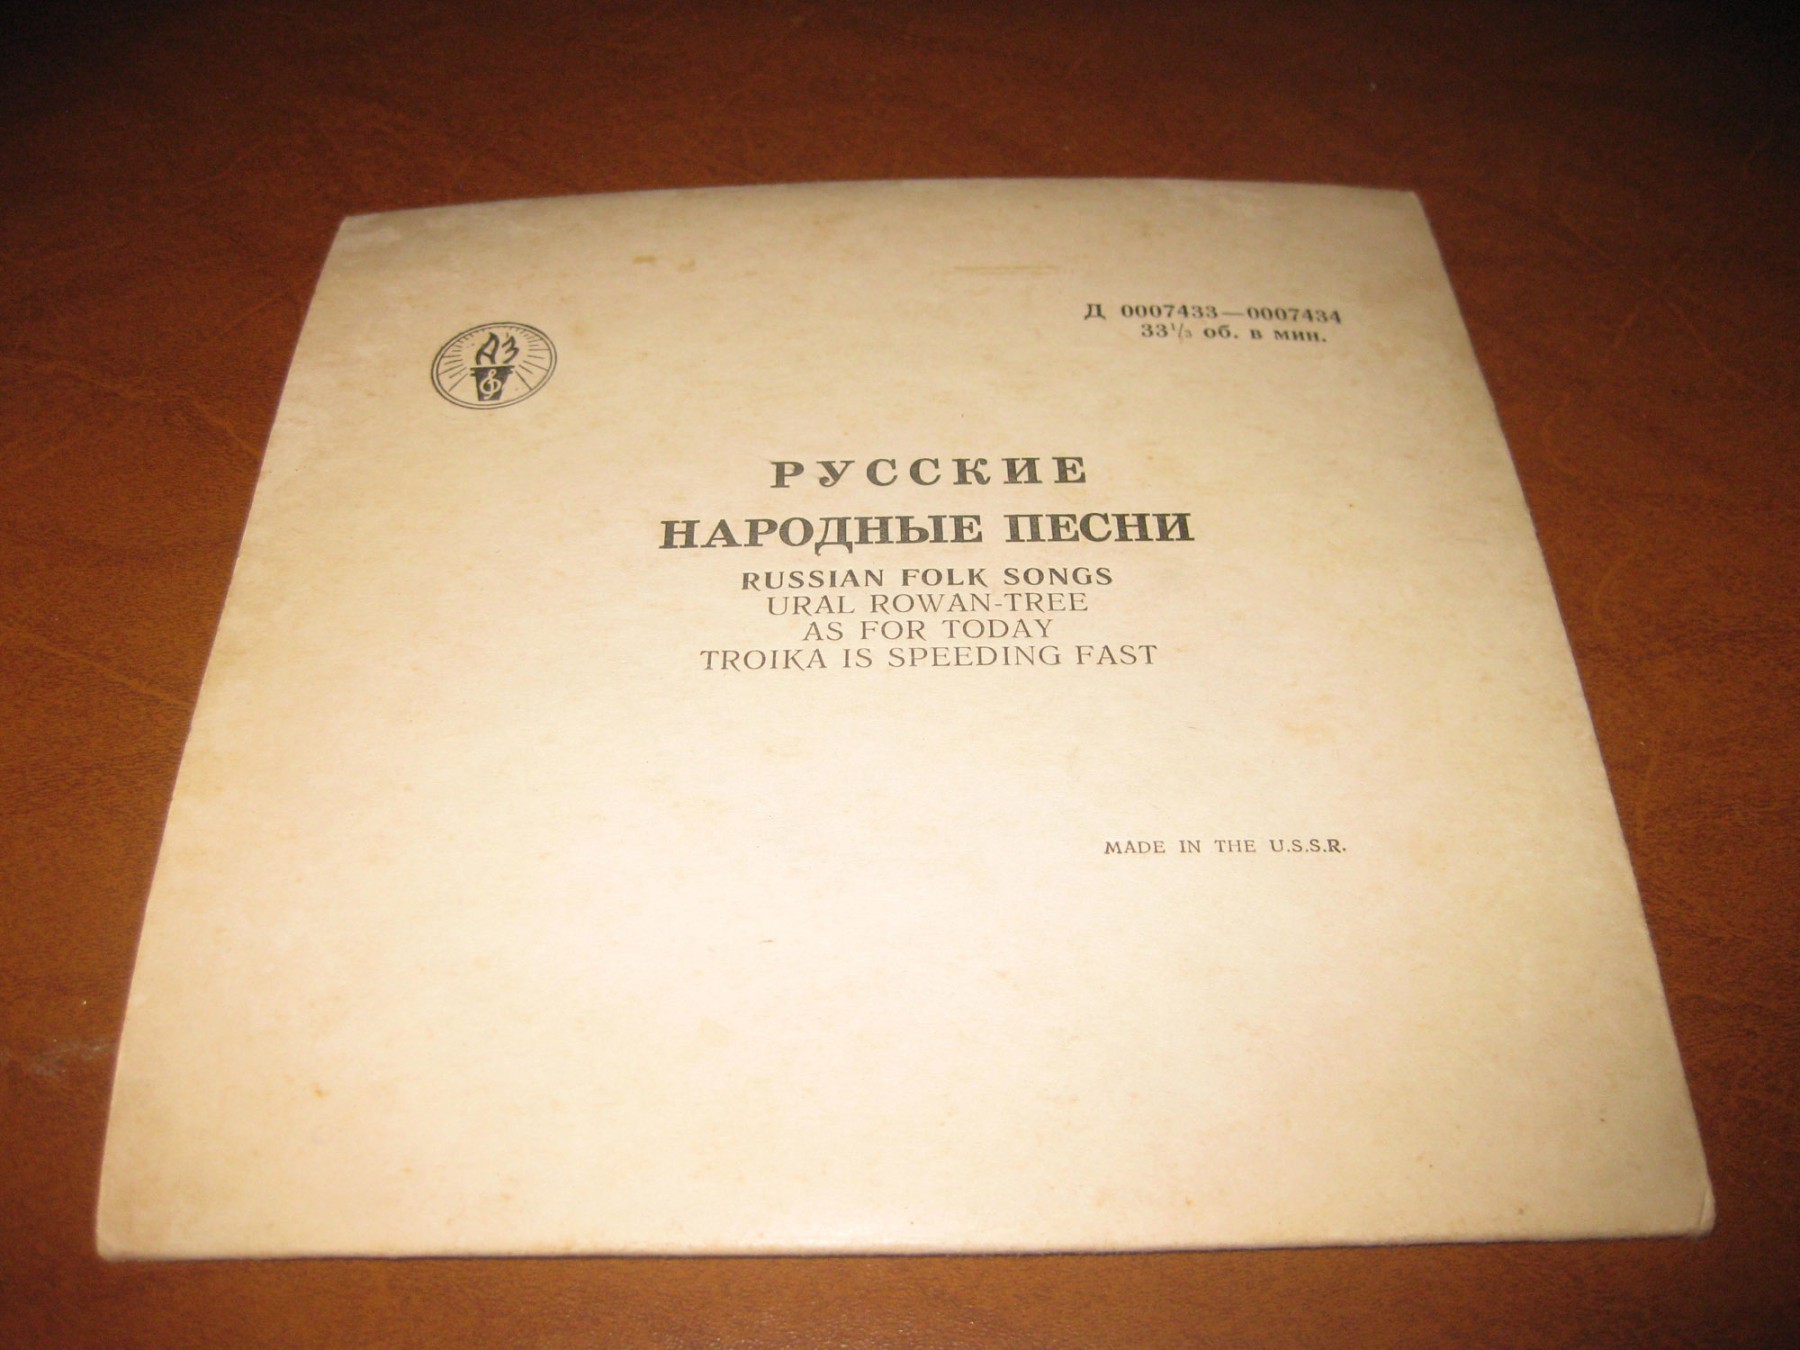 АЗ
Д 0007433—0007434
33⅓ об. в мин.
РУССКИЕ
НАРОДНЫЕ ПЕСНИ
RUSSIAN FOLK SONGS
URAL ROWAN-TREE
AS FOR TODAY
TROIKA IS SPEEDING FAST
MADE IN THE U.S.S.R.